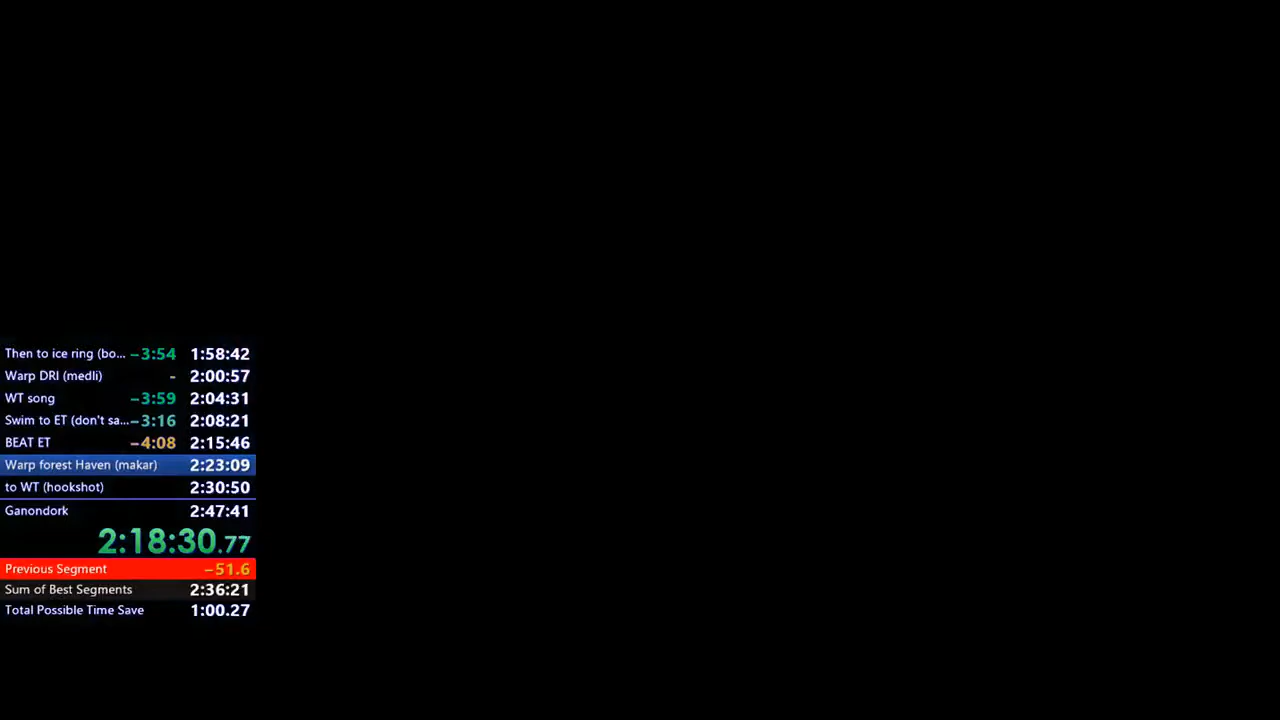 Then to ice ring (bo... −3:54 1:58:42
Warp DRI (medli) - 2:00:57
WT song −3:59 2:04:31
Swim to ET (don't sa... −3:16 2:08:21
BEAT ET −4:08 2:15:46
Warp forest Haven (makar) 2:23:09
to WT (hookshot) 2:30:50
Ganondork 2:47:41
2:18:30.77
Previous Segment −51.6
Sum of Best Segments 2:36:21
Total Possible Time Save 1:00.27